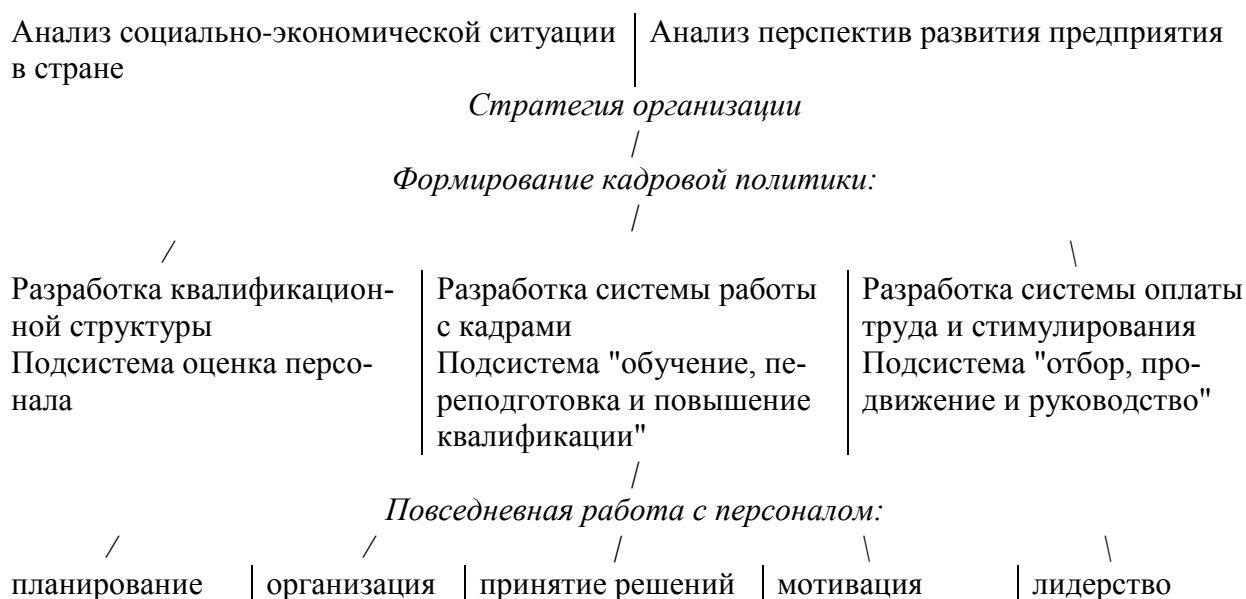 Анализ социально-экономической ситуации в стране
Анализ перспектив развития предприятия
Стратегия организации
/
Формирование кадровой политики:
/
/ \
Разработка квалификацион-
ной структуры
Подсистема оценка персо-
нала
Разработка системы работы
с кадрами
Подсистема "обучение, пе-
реподготовка и повышение
квалификации"
Разработка системы оплаты
труда и стимулирования
Подсистема "отбор, про-
движение и руководство"
/
Повседневная работа с персоналом:
/ / / \ \
планирование
организация
принятие решений
мотивация
лидерство